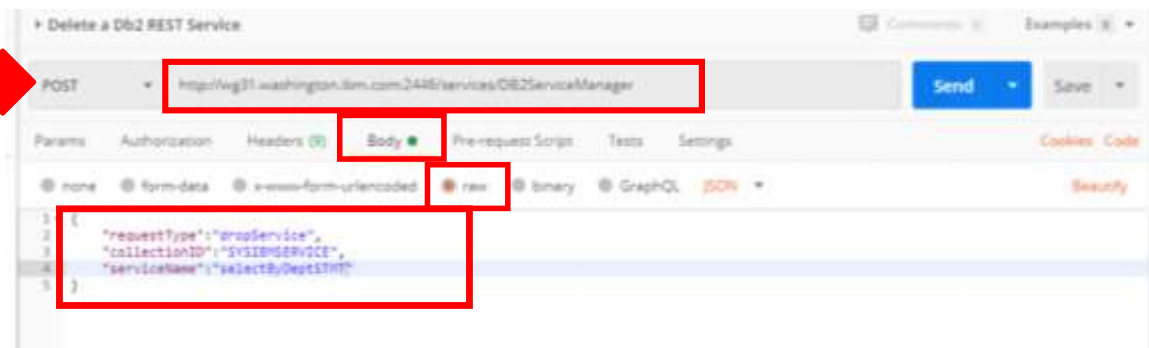 Delete a Db2 REST Service Comments 0 Examples 0
POST http://wg31.washington.ibm.com:2446/services/DB2ServiceManager Send Save
Params Authorization Headers (9) Body Pre-request Script Tests Settings Cookies Code
none form-data x-www-form-urlencoded raw binary GraphQL JSON Beautify
1 {
2 "requestType":"dropService",
3 "collectionID":"SYSIBMSERVICE",
4 "serviceName":"selectByDeptSTMT"
5 }